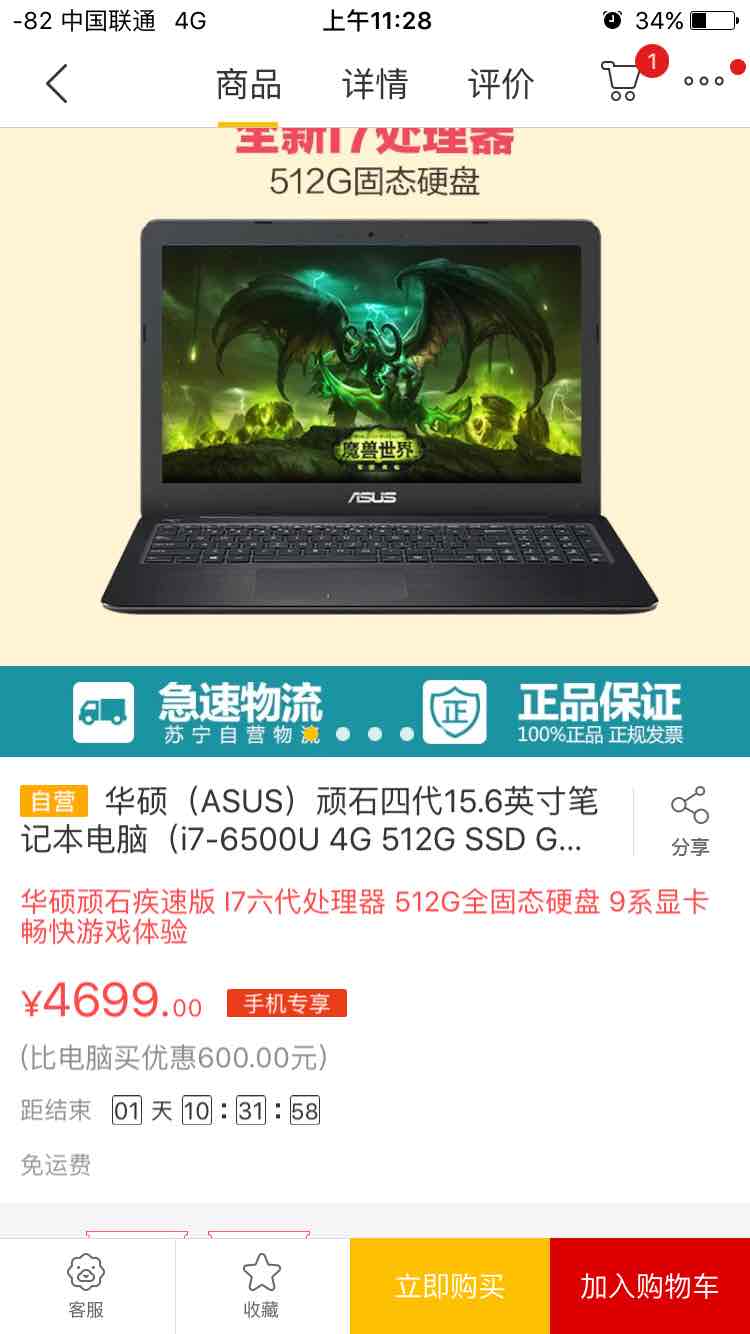 -82 中国联通 4G 上午11:28 34%
商品 详情 评价 1
全新I7处理器
512G固态硬盘
魔兽世界
ASUS
急速物流 正品保证
苏宁自营物流 正 100%正品 正规发票
自营 华硕（ASUS）顽石四代15.6英寸笔
记本电脑（i7-6500U 4G 512G SSD G...
分享
华硕顽石疾速版 I7六代处理器 512G全固态硬盘 9系显卡
畅快游戏体验
¥4699.00 手机专享
(比电脑买优惠600.00元)
距结束 01 天 10 : 31 : 58
免运费
客服 收藏 立即购买 加入购物车